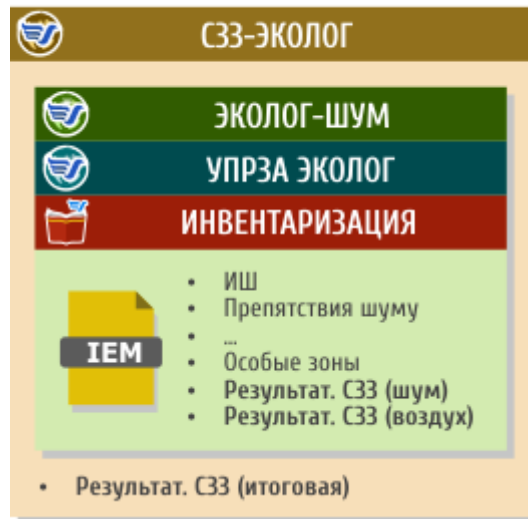 СЗЗ-ЭКОЛОГ
ЭКОЛОГ-ШУМ
УПРЗА ЭКОЛОГ
ИНВЕНТАРИЗАЦИЯ
IEM
• ИШ
• Препятствия шуму
• ...
• Особые зоны
• Результат. СЗЗ (шум)
• Результат. СЗЗ (воздух)
• Результат. СЗЗ (итоговая)